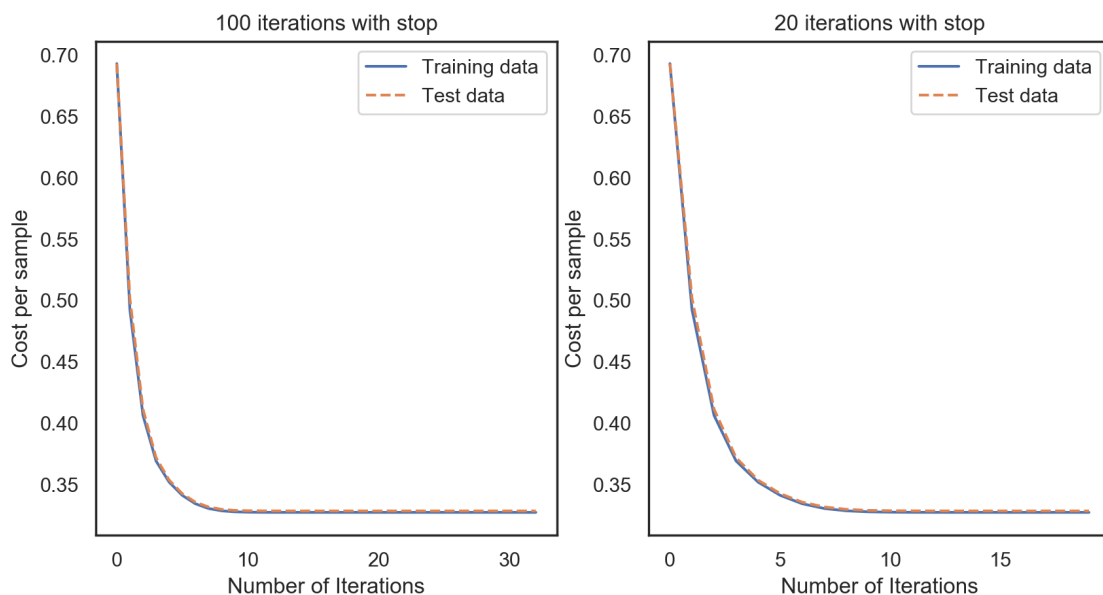 100 iterations with stop
Training data
Test data
0.70
0.65
0.60
0.55
0.50
0.45
0.40
0.35
Cost per sample
0
10
20
30
Number of Iterations
20 iterations with stop
Training data
Test data
0.70
0.65
0.60
0.55
0.50
0.45
0.40
0.35
Cost per sample
0
5
10
15
Number of Iterations